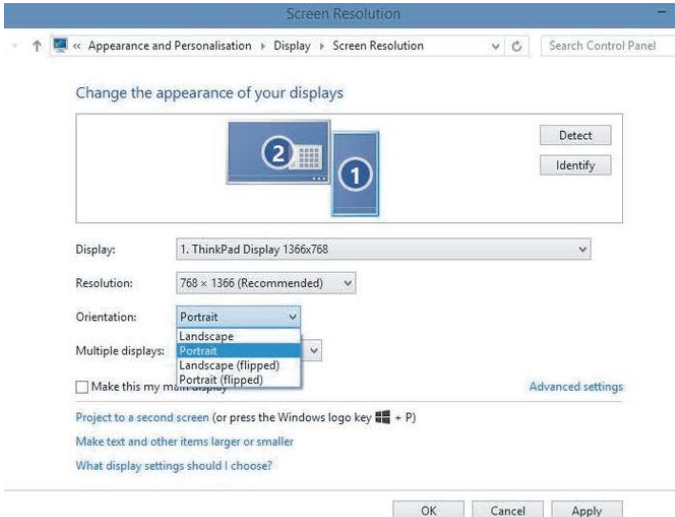 Screen Resolution
« Appearance and Personalisation Display Screen Resolution Search Control Panel
Change the appearance of your displays
2
1
Detect
Identify
Display: 1. ThinkPad Display 1366x768
Resolution: 768 × 1366 (Recommended)
Orientation: Portrait
Landscape
Multiple displays: Portrait
Landscape (flipped)
Portrait (flipped)
Make this my main display
Advanced settings
Project to a second screen (or press the Windows logo key + P)
Make text and other items larger or smaller
What display settings should I choose?
OK Cancel Apply